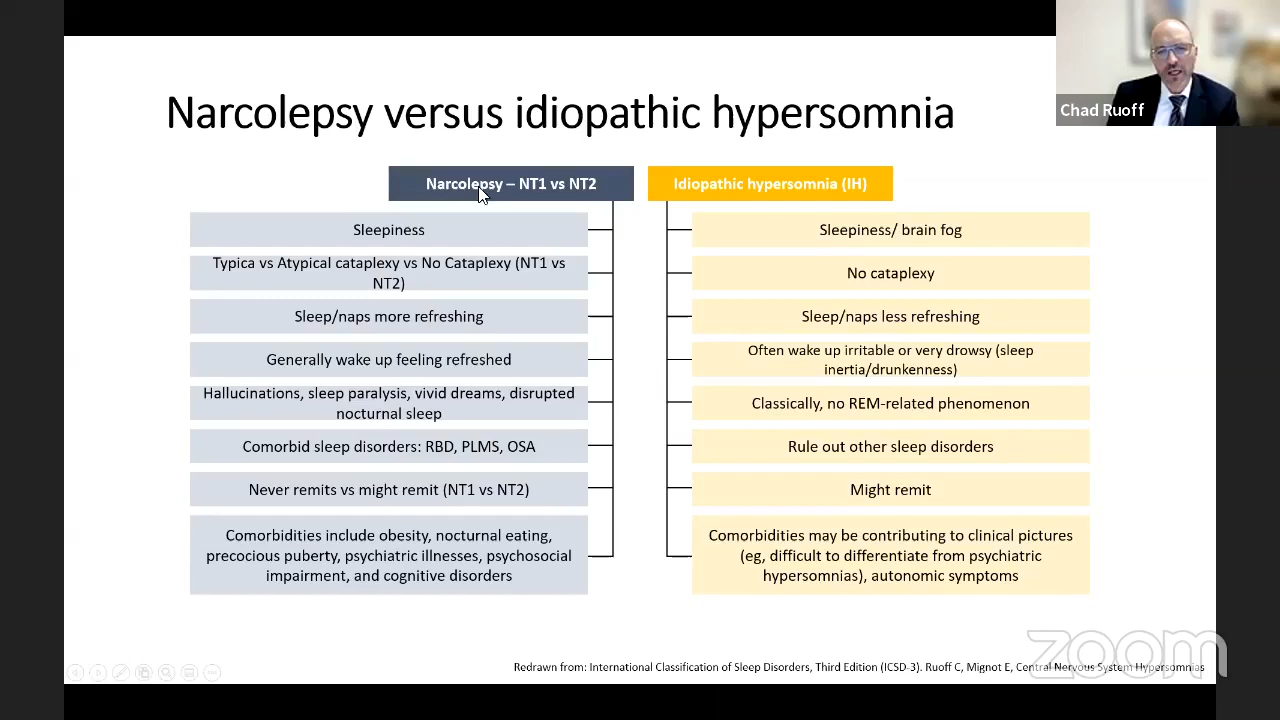 Narcolepsy versus idiopathic hypersomnia
Chad Ruoff
Narcolepsy – NT1 vs NT2
Sleepiness
Typica vs Atypical cataplexy vs No Cataplexy (NT1 vs
NT2)
Sleep/naps more refreshing
Generally wake up feeling refreshed
Hallucinations, sleep paralysis, vivid dreams, disrupted
nocturnal sleep
Comorbid sleep disorders: RBD, PLMS, OSA
Never remits vs might remit (NT1 vs NT2)
Comorbidities include obesity, nocturnal eating,
precocious puberty, psychiatric illnesses, psychosocial
impairment, and cognitive disorders
Idiopathic hypersomnia (IH)
Sleepiness/ brain fog
No cataplexy
Sleep/naps less refreshing
Often wake up irritable or very drowsy (sleep
inertia/drunkenness)
Classically, no REM-related phenomenon
Rule out other sleep disorders
Might remit
Comorbidities may be contributing to clinical pictures
(eg, difficult to differentiate from psychiatric
hypersomnias), autonomic symptoms
zoom
Redrawn from: International Classification of Sleep Disorders, Third Edition (ICSD-3). Ruoff C, Mignot E, Central Nervous System Hypersomnias